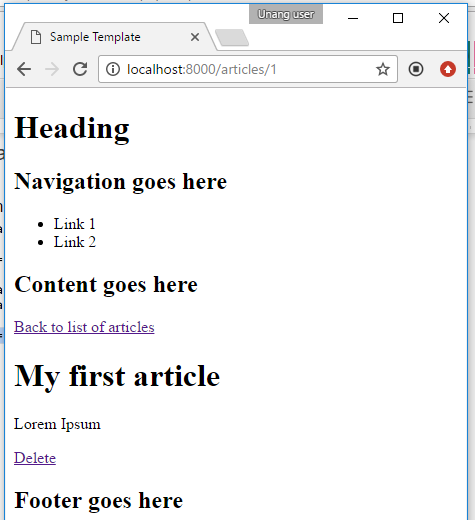 Unang user
Sample Template
localhost:8000/articles/1
Heading
Navigation goes here
Link 1
Link 2
Content goes here
Back to list of articles
My first article
Lorem Ipsum
Delete
Footer goes here